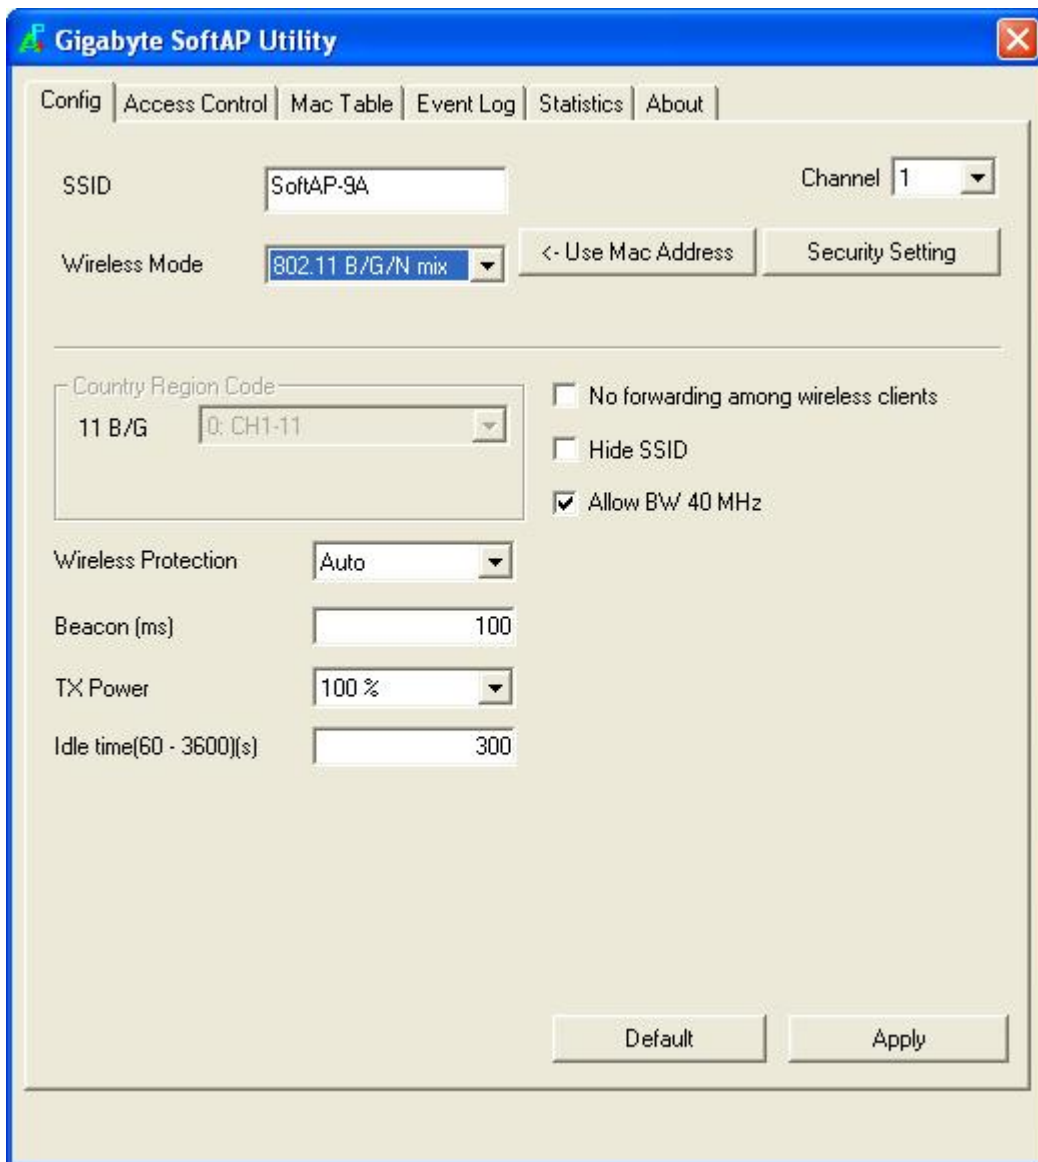 Gigabyte SoftAP Utility
Config Access Control Mac Table Event Log Statistics About
SSID SoftAP-9A Channel 1
Wireless Mode 802.11 B/G/N mix <- Use Mac Address Security Setting
Country Region Code
11 B/G 0: CH1-11
No forwarding among wireless clients
Hide SSID
Allow BW 40 MHz
Wireless Protection Auto
Beacon (ms) 100
TX Power 100 %
Idle time(60 - 3600)(s) 300
Default Apply